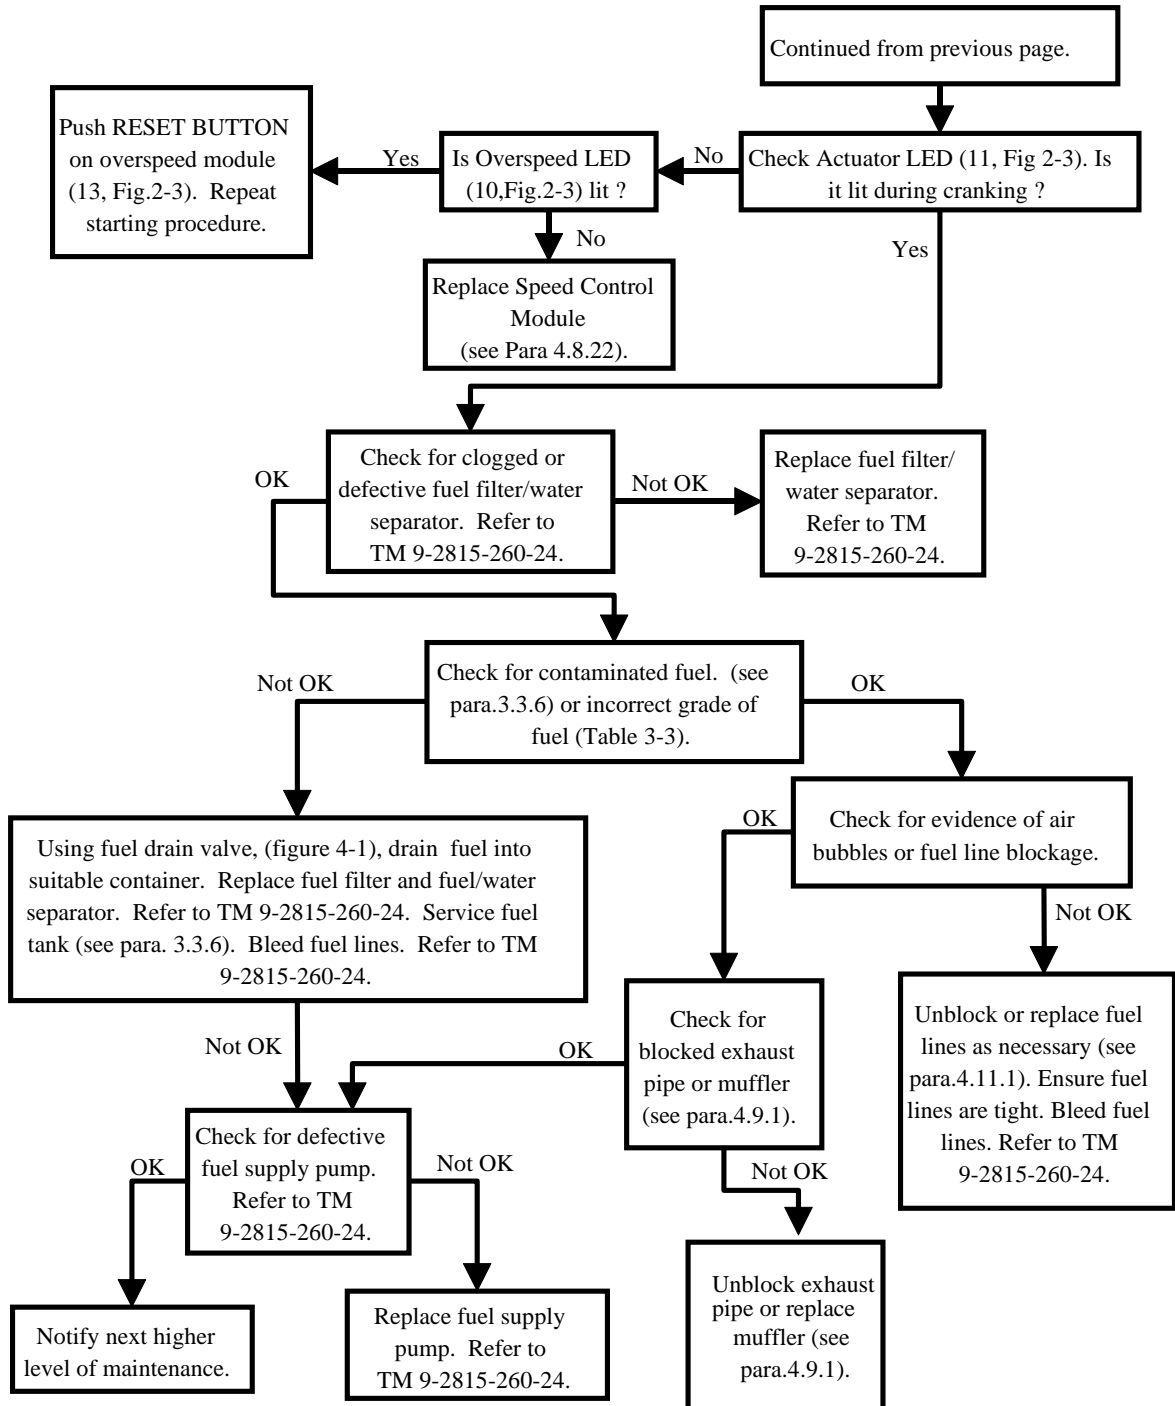 Continued from previous page.
Push RESET BUTTON
on overspeed module
(13, Fig.2-3).  Repeat
starting procedure.
Yes
Is Overspeed LED
(10,Fig.2-3) lit ?
No
Check Actuator LED (11, Fig 2-3). Is
it lit during cranking ?
No
Yes
Replace Speed Control
Module
(see Para 4.8.22).
OK
Check for clogged or
defective fuel filter/water
separator.  Refer to
TM 9-2815-260-24.
Not OK
Replace fuel filter/
water separator.
Refer to TM
9-2815-260-24.
Not OK
Check for contaminated fuel.  (see
para.3.3.6) or incorrect grade of
fuel (Table 3-3).
OK
Using fuel drain valve, (figure 4-1), drain  fuel into
suitable container.  Replace fuel filter and fuel/water
separator.  Refer to TM 9-2815-260-24.  Service fuel
tank (see para. 3.3.6).  Bleed fuel lines.  Refer to TM
9-2815-260-24.
OK
Check for evidence of air
bubbles or fuel line blockage.
Not OK
Not OK
OK
Check for
blocked exhaust
pipe or muffler
(see para.4.9.1).
Unblock or replace fuel
lines as necessary (see
para.4.11.1). Ensure fuel
lines are tight. Bleed fuel
lines. Refer to TM
9-2815-260-24.
OK
Check for defective
fuel supply pump.
Refer to TM
9-2815-260-24.
Not OK
Not OK
Notify next higher
level of maintenance.
Replace fuel supply
pump.  Refer to
TM 9-2815-260-24.
Unblock exhaust
pipe or replace
muffler (see
para.4.9.1).